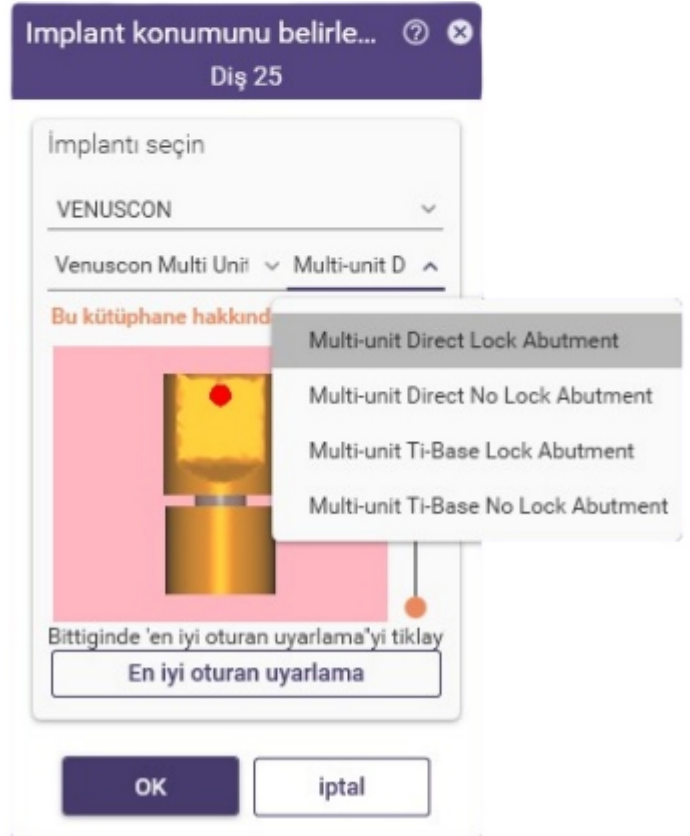 Implant konumunu belirle...
Diş 25
İmplantı seçin
VENUSCON
Venuscon Multi Unit Multi-unit D
Bu kütüphane hakkınd
Multi-unit Direct Lock Abutment
Multi-unit Direct No Lock Abutment
Multi-unit Ti-Base Lock Abutment
Multi-unit Ti-Base No Lock Abutment
Bittiginde 'en iyi oturan uyarlama"yi tiklay
En iyi oturan uyarlama
OK iptal